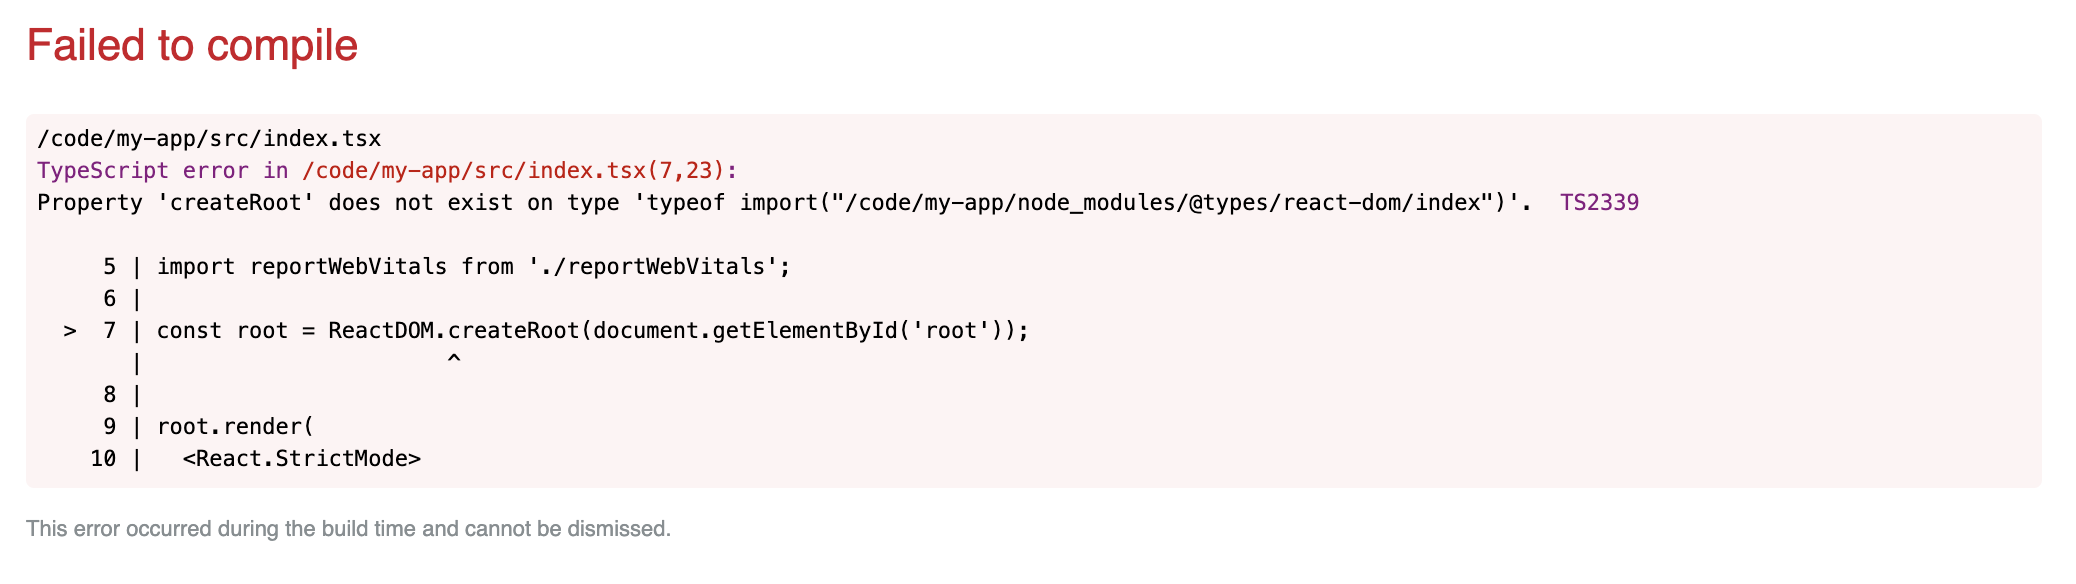 Failed to compile
/code/my-app/src/index.tsx
TypeScript error in /code/my-app/src/index.tsx(7,23):
Property 'createRoot' does not exist on type 'typeof import("/code/my-app/node_modules/@types/react-dom/index")'.  TS2339
     5 | import reportWebVitals from './reportWebVitals';
     6 |
  >  7 | const root = ReactDOM.createRoot(document.getElementById('root'));
       |                       ^
     8 |
     9 | root.render(
    10 |   <React.StrictMode>
This error occurred during the build time and cannot be dismissed.